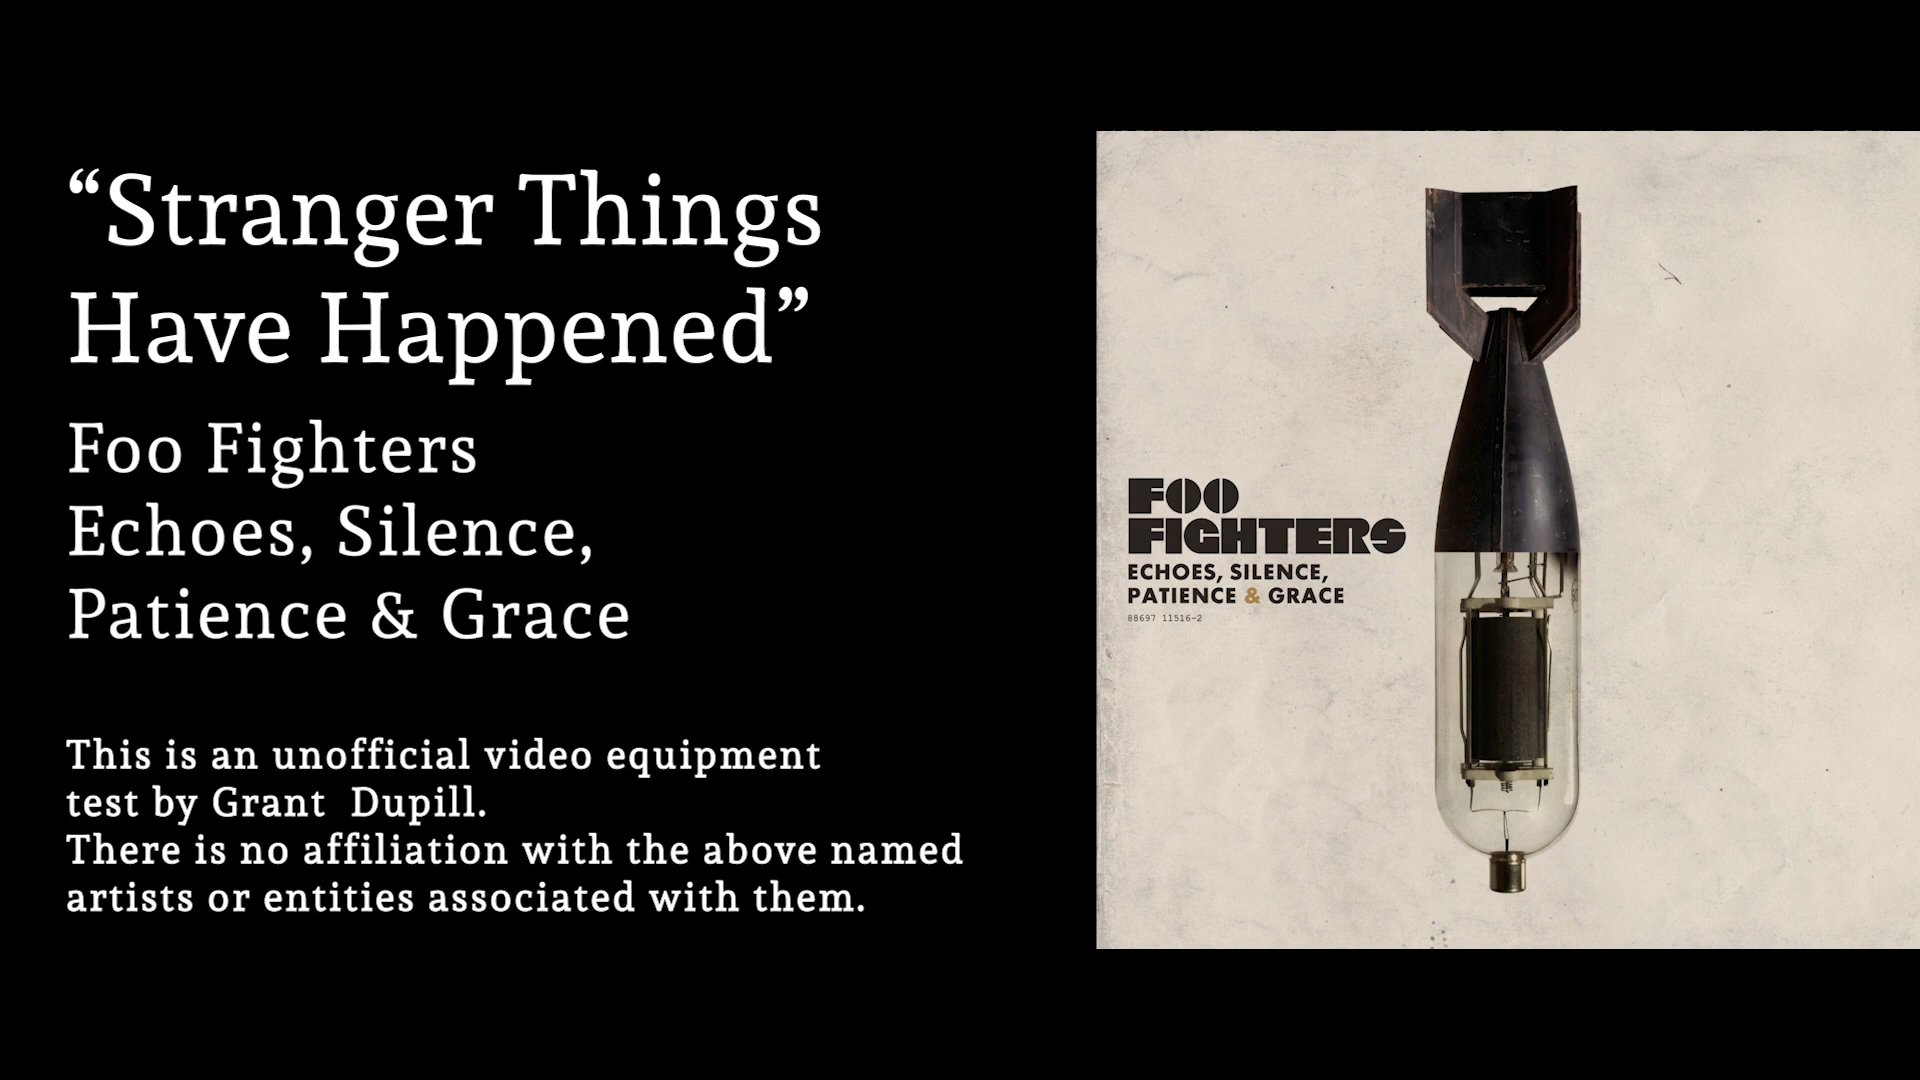 “Stranger Things
Have Happened”
Foo Fighters
Echoes, Silence,
Patience & Grace
This is an unofficial video equipment
test by Grant  Dupill.
There is no affiliation with the above named
artists or entities associated with them.
FOO
FIGHTERS
ECHOES, SILENCE,
PATIENCE & GRACE
88697 11516-2